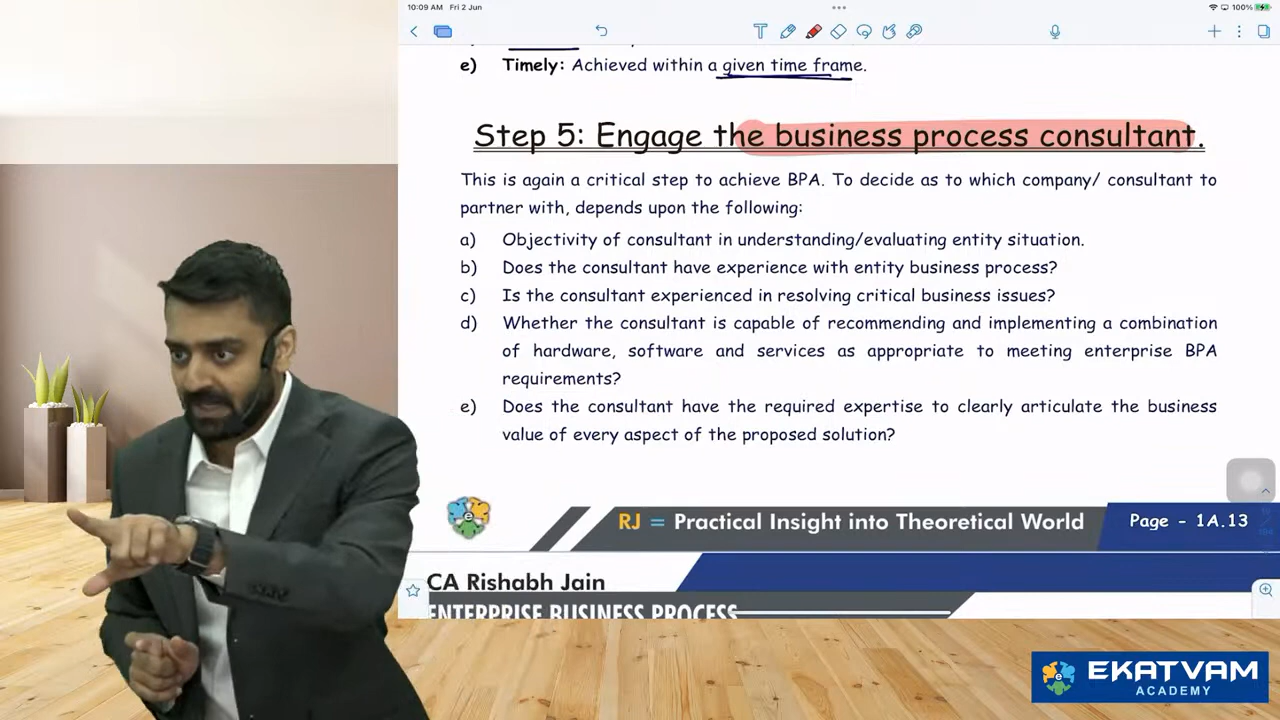 10:09 AM Fri 2 Jun
100%
e) Timely: Achieved within a given time frame.
Step 5: Engage the business process consultant.
This is again a critical step to achieve BPA. To decide as to which company/ consultant to
partner with, depends upon the following:
a) Objectivity of consultant in understanding/evaluating entity situation.
b) Does the consultant have experience with entity business process?
c) Is the consultant experienced in resolving critical business issues?
d) Whether the consultant is capable of recommending and implementing a combination
of hardware, software and services as appropriate to meeting enterprise BPA
requirements?
e) Does the consultant have the required expertise to clearly articulate the business
value of every aspect of the proposed solution?
RJ = Practical Insight into Theoretical World
Page - 1A.13
CA Rishabh Jain
ENTERPRISE BUSINESS PROCESS
EKATVAM
ACADEMY